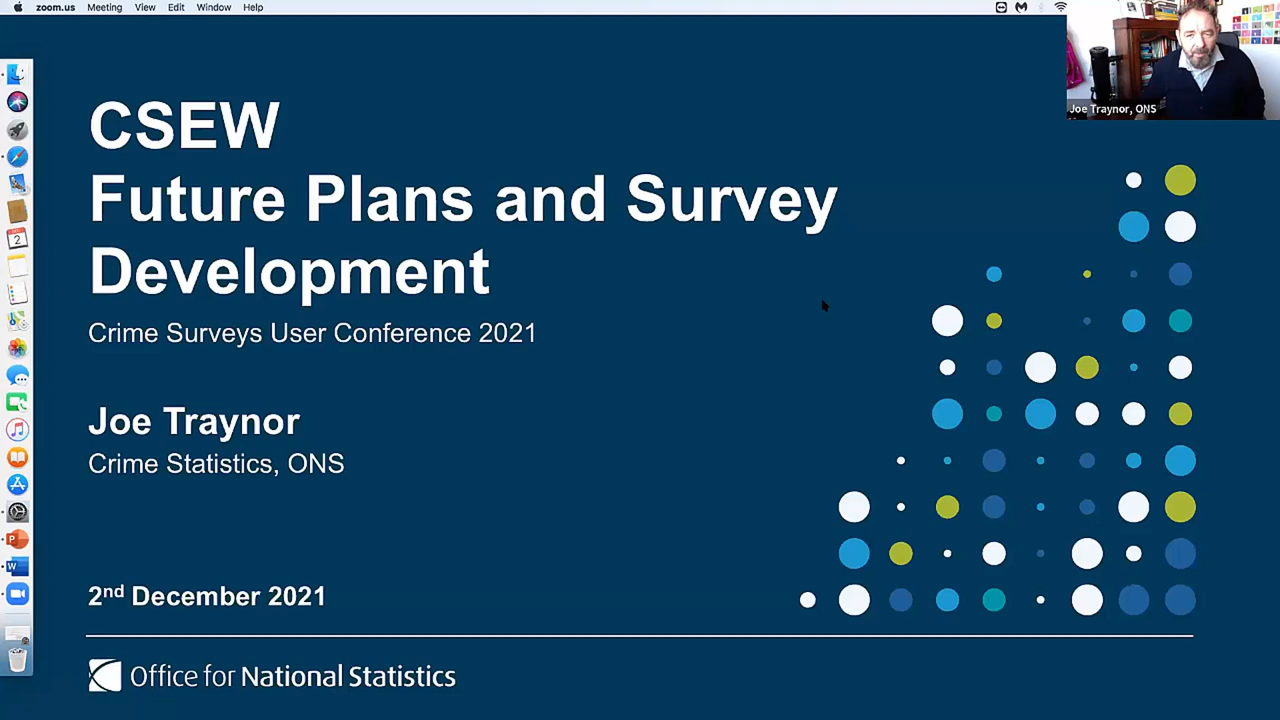 zoom.us Meeting View Edit Window Help
Joe Traynor, ONS
CSEW
Future Plans and Survey
Development
Crime Surveys User Conference 2021
Joe Traynor
Crime Statistics, ONS
2nd December 2021
Office for National Statistics
2